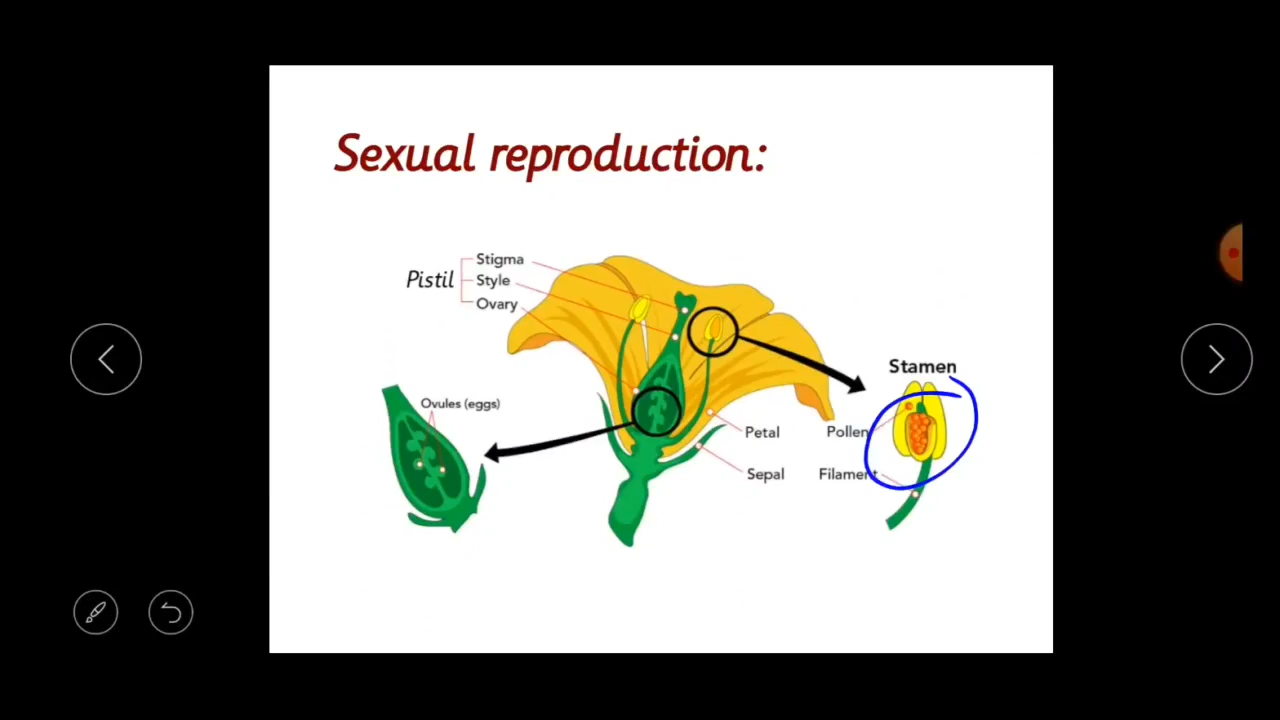 Sexual reproduction:
Stigma
Pistil
Style
Ovary
Stamen
Ovules (eggs)
Petal
Pollen
Sepal
Filament